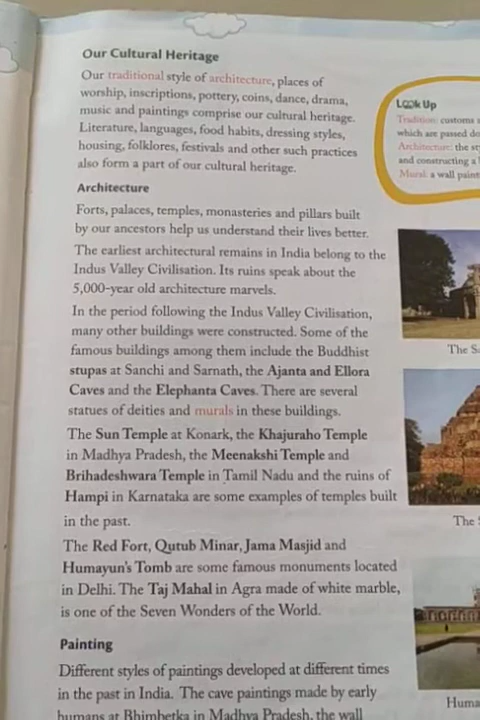 Our Cultural Heritage
Our traditional style of architecture, places of
worship, inscriptions, pottery, coins, dance, drama,
music and paintings comprise our cultural heritage.
Literature, languages, food habits, dressing styles,
housing, folklores, festivals and other such practices
also form a part of our cultural heritage.
Architecture
Forts, palaces, temples, monasteries and pillars built
by our ancestors help us understand their lives better.
The earliest architectural remains in India belong to the
Indus Valley Civilisation. Its ruins speak about the
5,000-year old architecture marvels.
In the period following the Indus Valley Civilisation,
many other buildings were constructed. Some of the
famous buildings among them include the Buddhist
stupas at Sanchi and Sarnath, the Ajanta and Ellora
Caves and the Elephanta Caves. There are several
statues of deities and murals in these buildings.
The Sun Temple at Konark, the Khajuraho Temple
in Madhya Pradesh, the Meenakshi Temple and
Brihadeshwara Temple in Tamil Nadu and the ruins of
Hampi in Karnataka are some examples of temples built
in the past.
The Red Fort, Qutub Minar, Jama Masjid and
Humayun's Tomb are some famous monuments located
in Delhi. The Taj Mahal in Agra made of white marble,
is one of the Seven Wonders of the World.
Painting
Different styles of paintings developed at different times
in the past in India. The cave paintings made by early
humans at Bhimbetka in Madhya Pradesh, the wall
Look Up
Tradition: customs
which are passed
Architecture: the
and constructing a
Mural: a wall
The
The